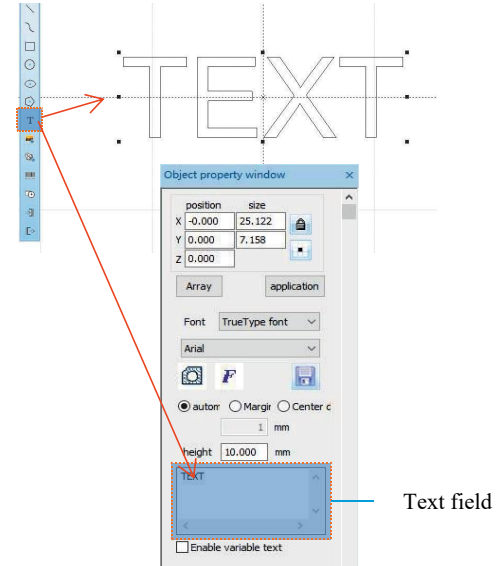 TEXT
T
Object property window ×
position size
X -0.000 25.122
Y 0.000 7.158
Z 0.000
Array application
Font TrueType font
Arial
F
autom Margir Center c
1 mm
height 10.000 mm
TEXT
Text field
Enable variable text